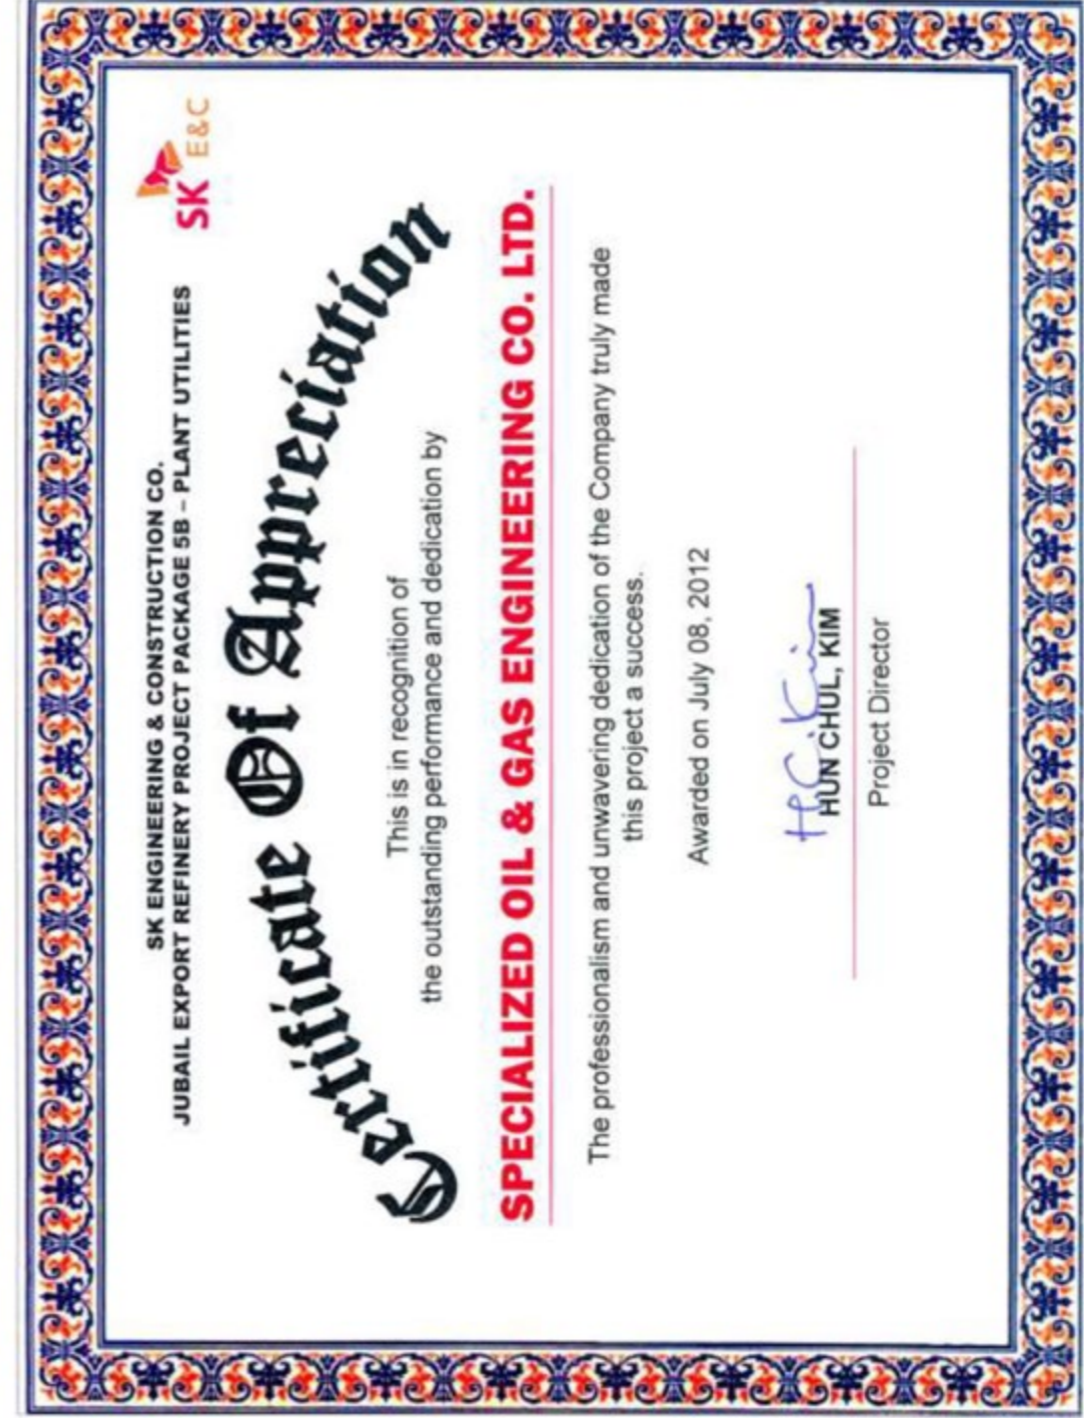 SK ENGINEERING & CONSTRUCTION CO.
JUBAIL EXPORT REFINERY PROJECT PACKAGE 5B – PLANT UTILITIES
SK E&C
Certificate Of Appreciation
This is in recognition of
the outstanding performance and dedication by
SPECIALIZED OIL & GAS ENGINEERING CO. LTD.
The professionalism and unwavering dedication of the Company truly made
this project a success.
Awarded on July 08, 2012
H.C. Kim
HUN CHUL, KIM
Project Director